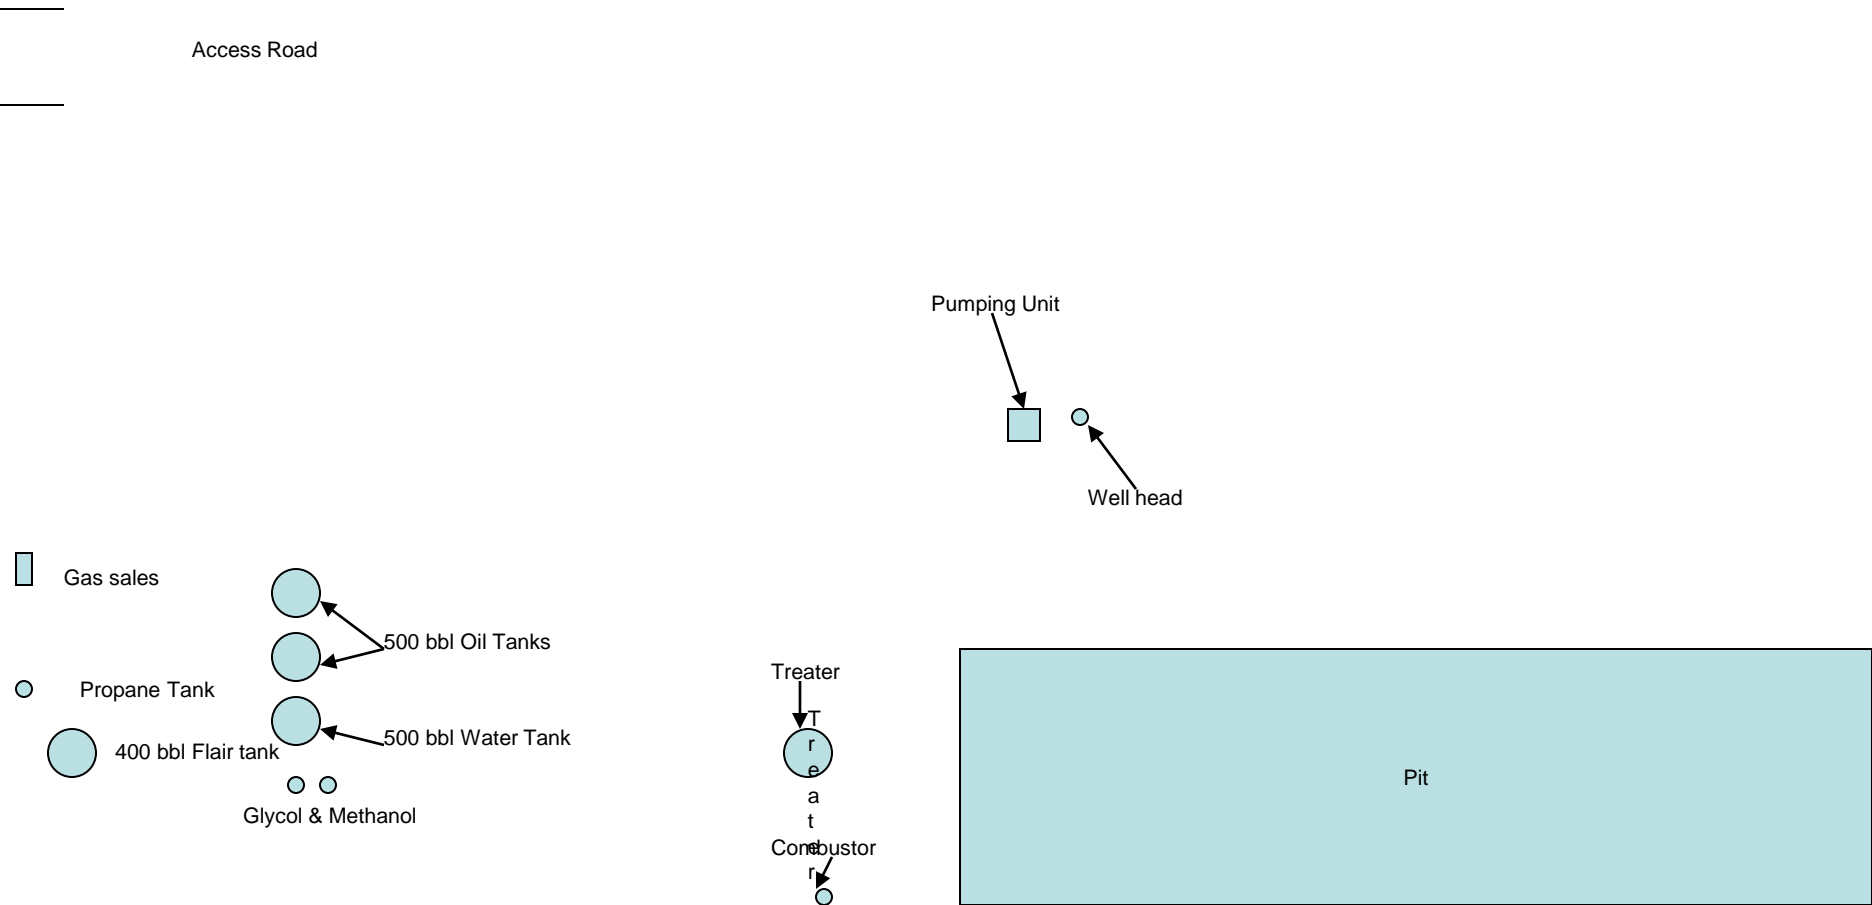 Access Road
Pumping Unit
Well head
Gas sales
500 bbl Oil Tanks
Treater
Propane Tank
Treater
500 bbl Water Tank
400 bbl Flair tank
Pit
Glycol & Methanol
Combustor